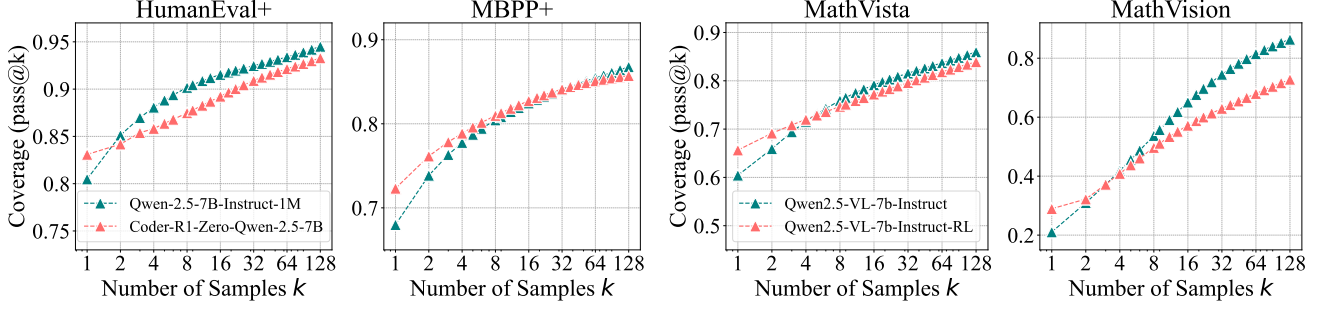 HumanEval+
Coverage (pass@k)
0.95
0.9
0.85
0.8
0.75
Qwen-2.5-7B-Instruct-1M
Coder-R1-Zero-Qwen-2.5-7B
1 2 4 8 16 32 64 128
Number of Samples k
MBPP+
0.9
0.8
0.7
1 2 4 8 16 32 64 128
Number of Samples k
MathVista
Coverage (pass@k)
0.9
0.8
0.7
0.6
0.5
Qwen2.5-VL-7b-Instruct
Qwen2.5-VL-7b-Instruct-RL
1 2 4 8 16 32 64 128
Number of Samples k
MathVision
0.8
0.6
0.4
0.2
1 2 4 8 16 32 64 128
Number of Samples k